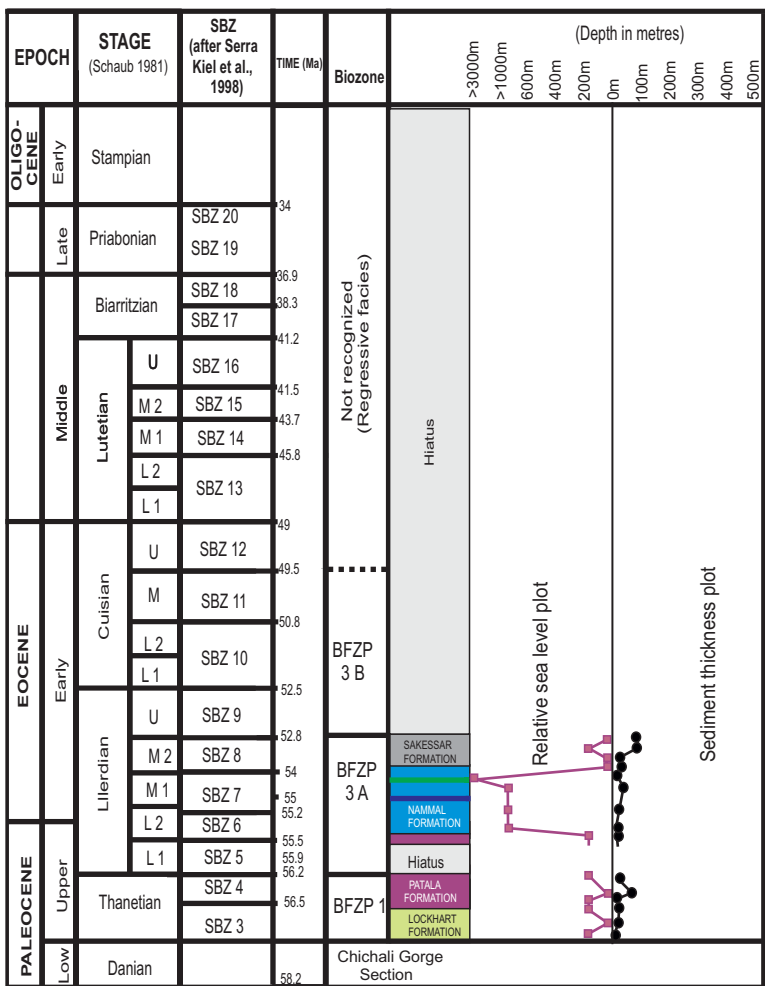 EPOCH
STAGE
(Schaub 1981)
SBZ
(after Serra
Kiel et al.,
1998)
TIME (Ma)
Biozone
(Depth in metres)
>3000m
>1000m
600m
400m
200m
0m
100m
200m
300m
400m
500m
OLIGO-
CENE
Early
Stampian
34
Late
Priabonian
SBZ 20
SBZ 19
36.9
Middle
Biarritzian
SBZ 18
38.3
SBZ 17
41.2
Lutetian
U
SBZ 16
41.5
M 2
SBZ 15
43.7
M 1
SBZ 14
45.8
L 2
SBZ 13
L 1
49
Not recognized
(Regressive facies)
Hiatus
EOCENE
Early
Cuisian
U
SBZ 12
49.5
M
SBZ 11
50.8
L 2
SBZ 10
L 1
52.5
BFZP
3 B
LIlerdian
U
SBZ 9
52.8
M 2
SBZ 8
54
M 1
SBZ 7
55
55.2
L 2
SBZ 6
55.5
L 1
SBZ 5
55.9
56.2
BFZP
3 A
SAKESSAR
FORMATION
NAMMAL
FORMATION
Hiatus
PALEOCENE
Upper
Thanetian
SBZ 4
56.5
SBZ 3
BFZP 1
PATALA
FORMATION
LOCKHART
FORMATION
Low
Danian
58.2
Chichali Gorge
Section
Relative sea level plot
Sediment thickness plot